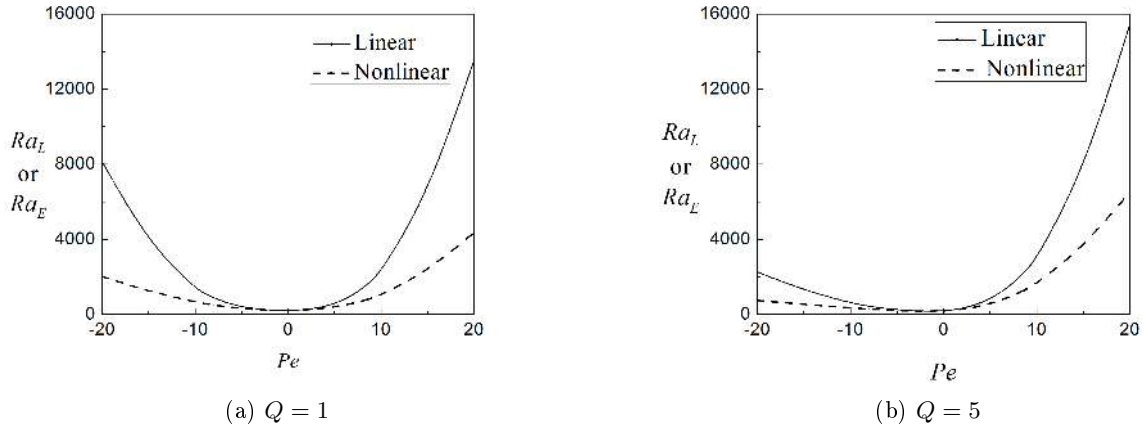 16000
12000
8000
4000
0
Ra_L
or
Ra_E
Linear
Nonlinear
-20 -10 0 10 20
Pe
(a) Q = 1
16000
12000
8000
4000
0
Ra_L
or
Ra_E
Linear
Nonlinear
-20 -10 0 10 20
Pe
(b) Q = 5